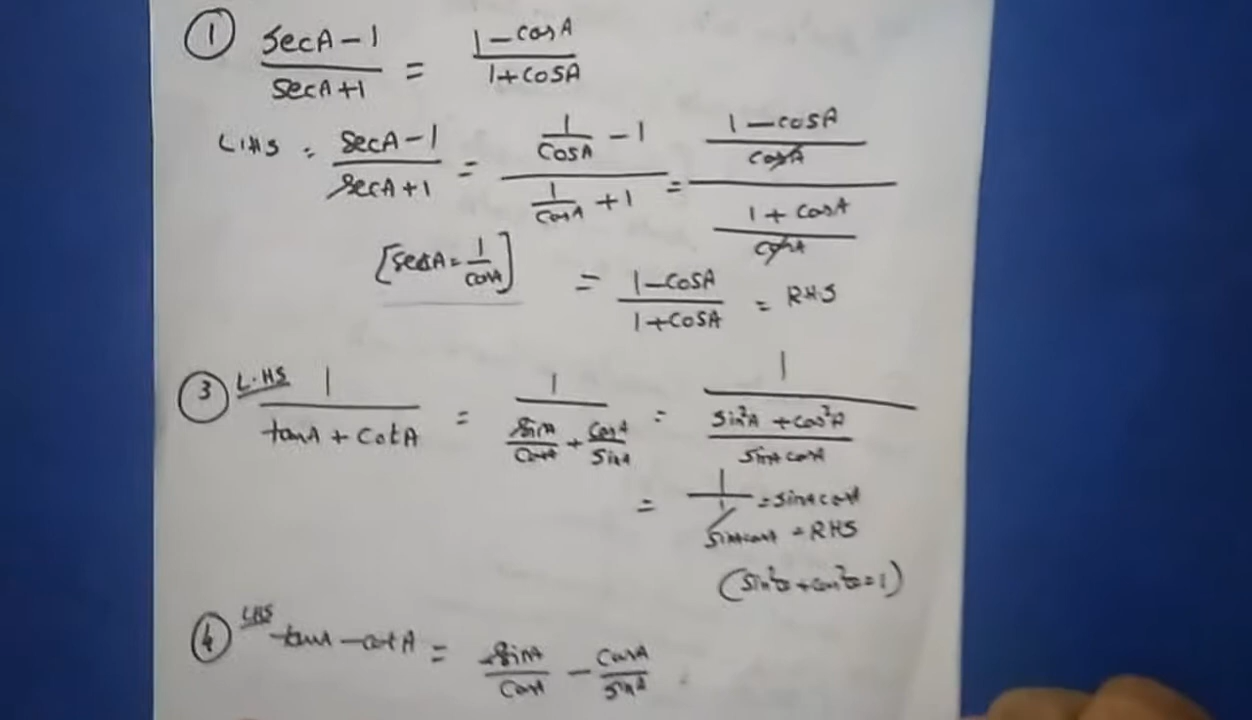 ① (secA - 1)/(secA + 1) = (1 - cosA)/(1 + cosA)
L.H.S = (secA - 1)/(secA + 1) = (1/cosA - 1)/(1/cosA + 1) = ((1 - cosA)/cosA)/((1 + cosA)/cosA)
[secA = 1/cosA] = (1 - cosA)/(1 + cosA) = RHS
③ L.HS 1/(tanA + cotA) = 1/(sinA/cosA + cosA/sinA) = 1/((sin²A + cos²A)/(sinA cosA))
= 1/(1/(sinA cosA)) = sinA cosA
= RHS
(sin²θ + cos²θ = 1)
④ LHS tanA - cotA = sinA/cosA - cosA/sinA